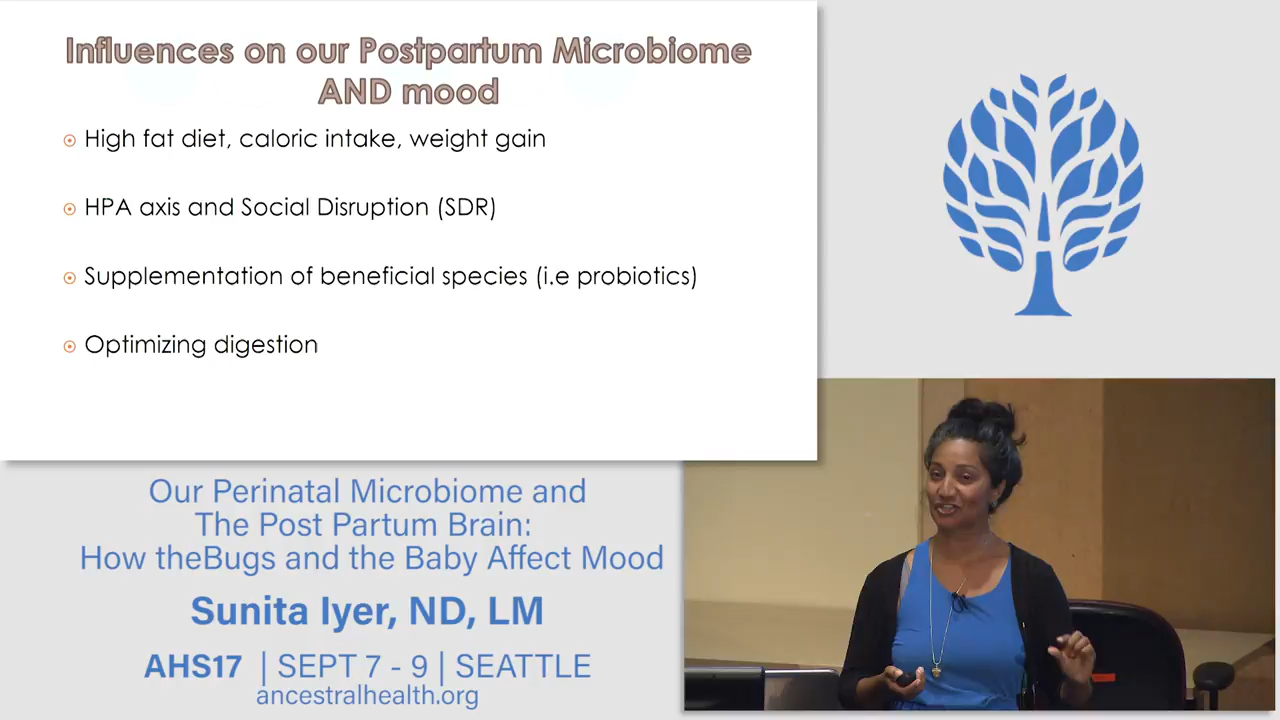 Influences on our Postpartum Microbiome
AND mood
High fat diet, caloric intake, weight gain
HPA axis and Social Disruption (SDR)
Supplementation of beneficial species (i.e probiotics)
Optimizing digestion
Our Perinatal Microbiome and
The Post Partum Brain:
How theBugs and the Baby Affect Mood
Sunita Iyer, ND, LM
AHS17 | SEPT 7 - 9 | SEATTLE
ancestralhealth.org